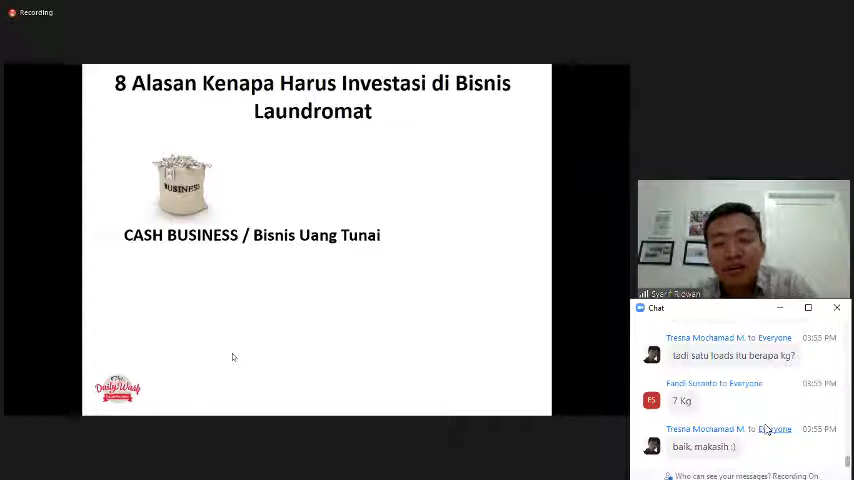 Recording
8 Alasan Kenapa Harus Investasi di Bisnis
Laundromat
BUSINESS
CASH BUSINESS / Bisnis Uang Tunai
The
Daily Wash
Syarif Ridwan
Chat
Tresna Mochamad M. to Everyone 03:55 PM
tadi satu loads itu berapa kg?
Fandi Susanto to Everyone 03:55 PM
FS
7 Kg
Tresna Mochamad M. to Everyone 03:55 PM
baik, makasih :)
Who can see your messages? Recording On